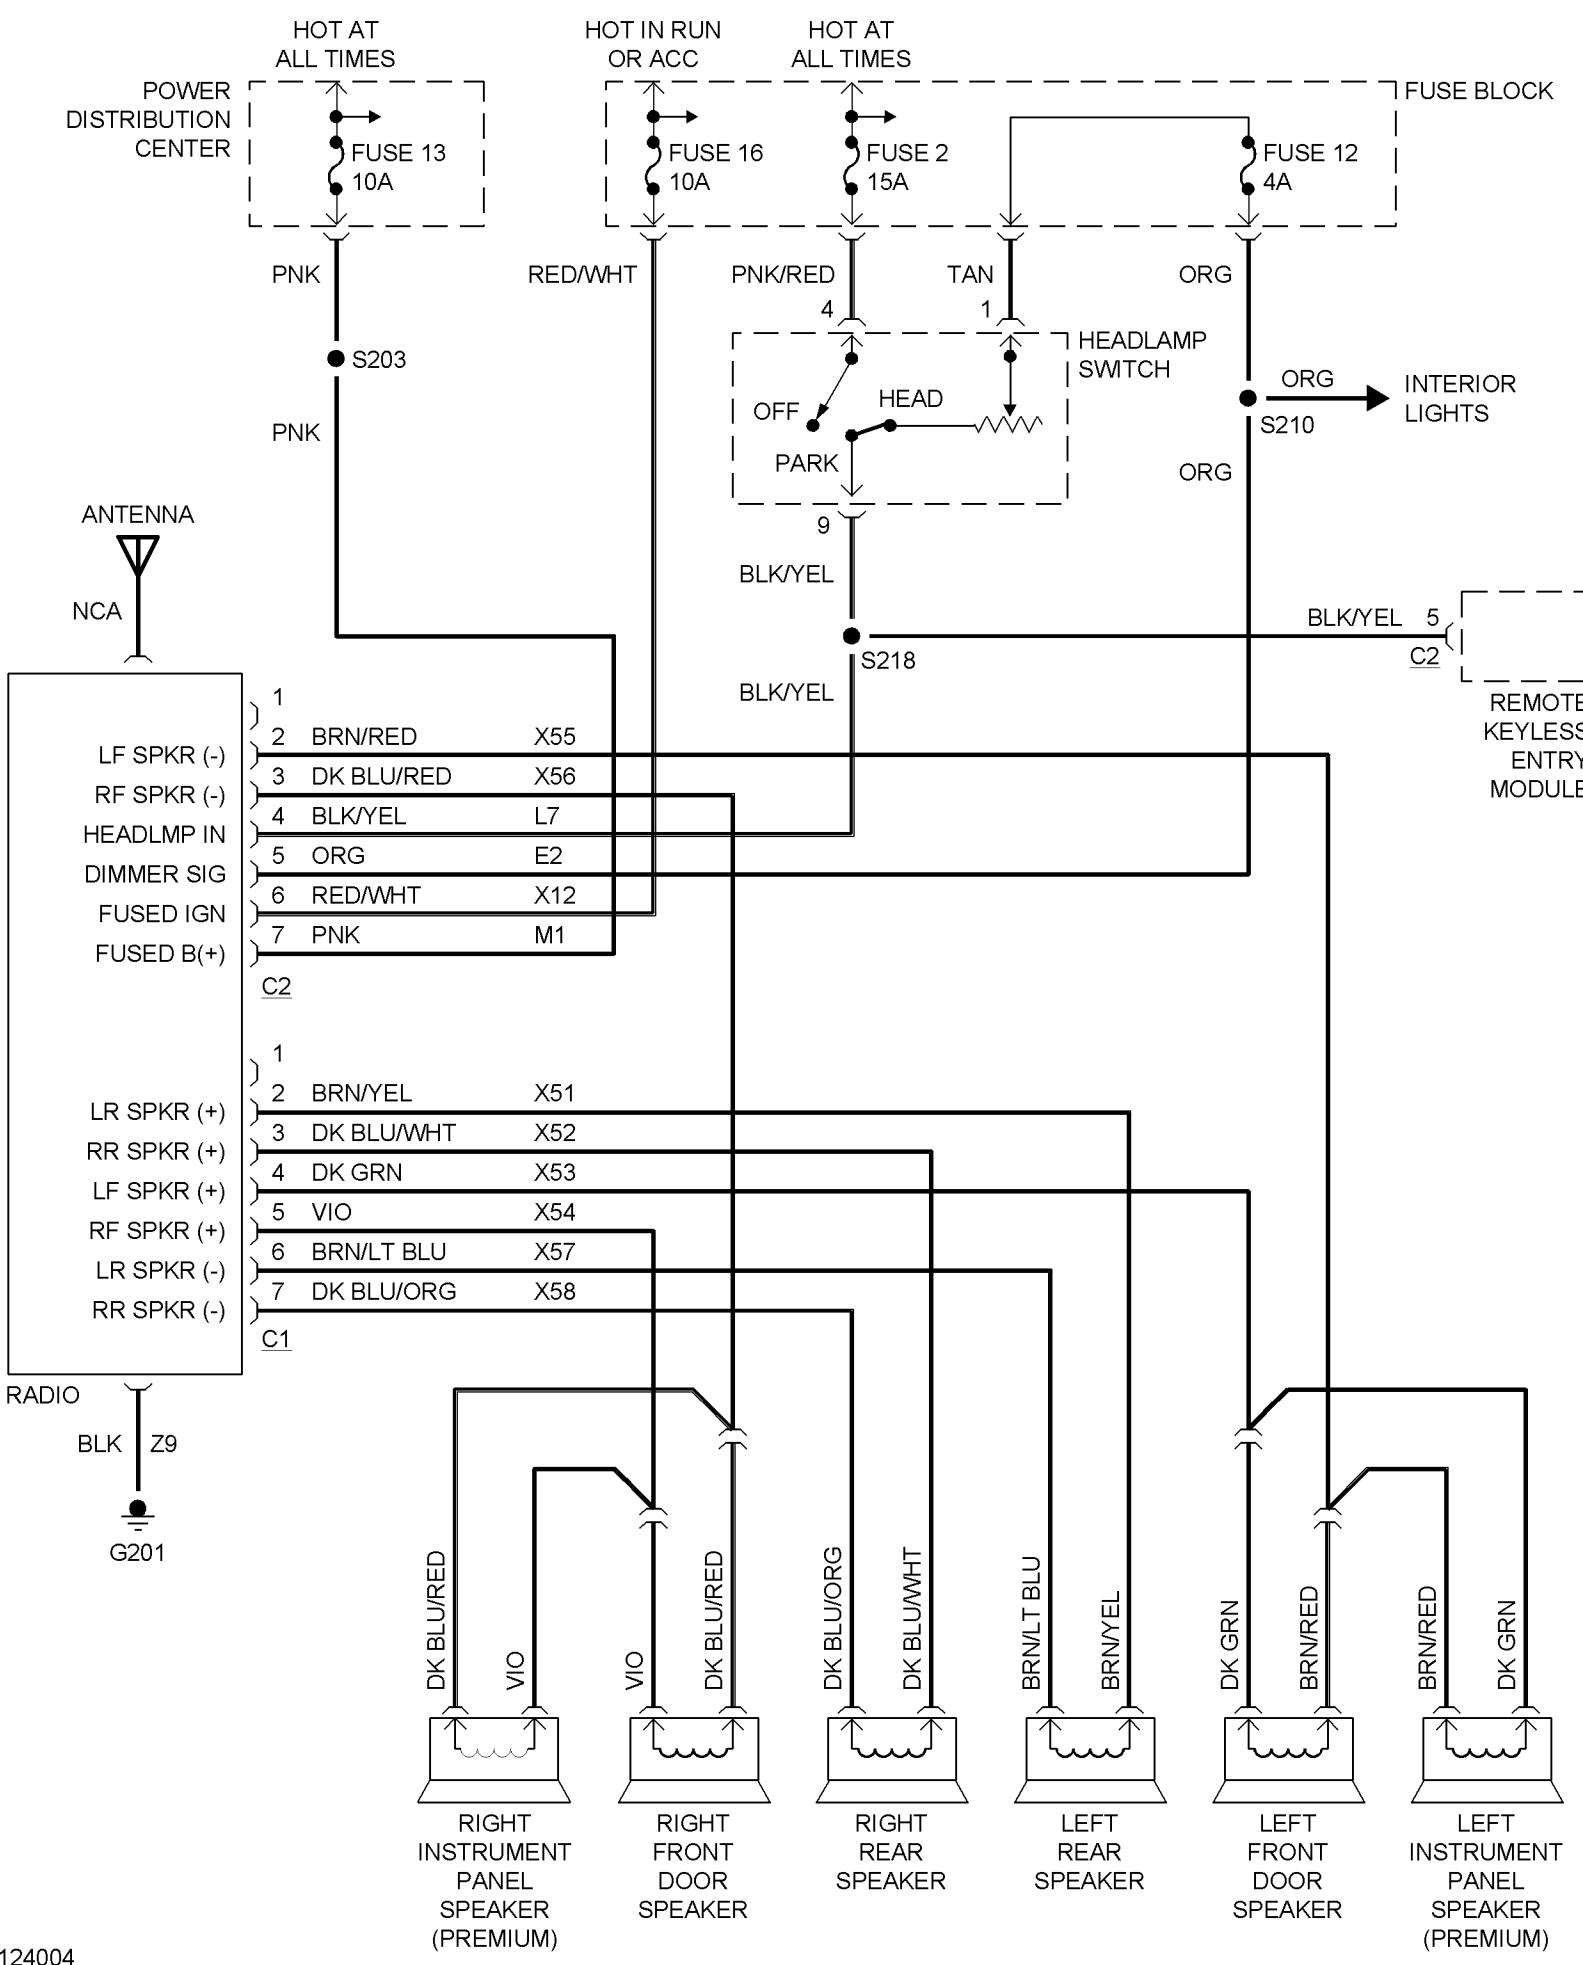 HOT AT
ALL TIMES
HOT IN RUN
OR ACC
HOT AT
ALL TIMES
POWER
DISTRIBUTION
CENTER
FUSE 13
10A
FUSE 16
10A
FUSE 2
15A
FUSE 12
4A
FUSE BLOCK
PNK
RED/WHT
PNK/RED
TAN
ORG
4
1
HEADLAMP
SWITCH
S203
OFF
HEAD
PARK
ORG
INTERIOR
LIGHTS
S210
PNK
ORG
9
ANTENNA
NCA
BLK/YEL
S218
BLK/YEL
BLK/YEL 5
C2
REMOTE
KEYLESS
ENTRY
MODULE
1
LF SPKR (-) 2 BRN/RED X55
RF SPKR (-) 3 DK BLU/RED X56
HEADLMP IN 4 BLK/YEL L7
DIMMER SIG 5 ORG E2
FUSED IGN 6 RED/WHT X12
FUSED B(+) 7 PNK M1
C2
1
LR SPKR (+) 2 BRN/YEL X51
RR SPKR (+) 3 DK BLU/WHT X52
LF SPKR (+) 4 DK GRN X53
RF SPKR (+) 5 VIO X54
LR SPKR (-) 6 BRN/LT BLU X57
RR SPKR (-) 7 DK BLU/ORG X58
C1
RADIO
BLK Z9
G201
DK BLU/RED
VIO
VIO
DK BLU/RED
DK BLU/ORG
DK BLU/WHT
BRN/LT BLU
BRN/YEL
DK GRN
BRN/RED
BRN/RED
DK GRN
RIGHT
INSTRUMENT
PANEL
SPEAKER
(PREMIUM)
RIGHT
FRONT
DOOR
SPEAKER
RIGHT
REAR
SPEAKER
LEFT
REAR
SPEAKER
LEFT
FRONT
DOOR
SPEAKER
LEFT
INSTRUMENT
PANEL
SPEAKER
(PREMIUM)
124004